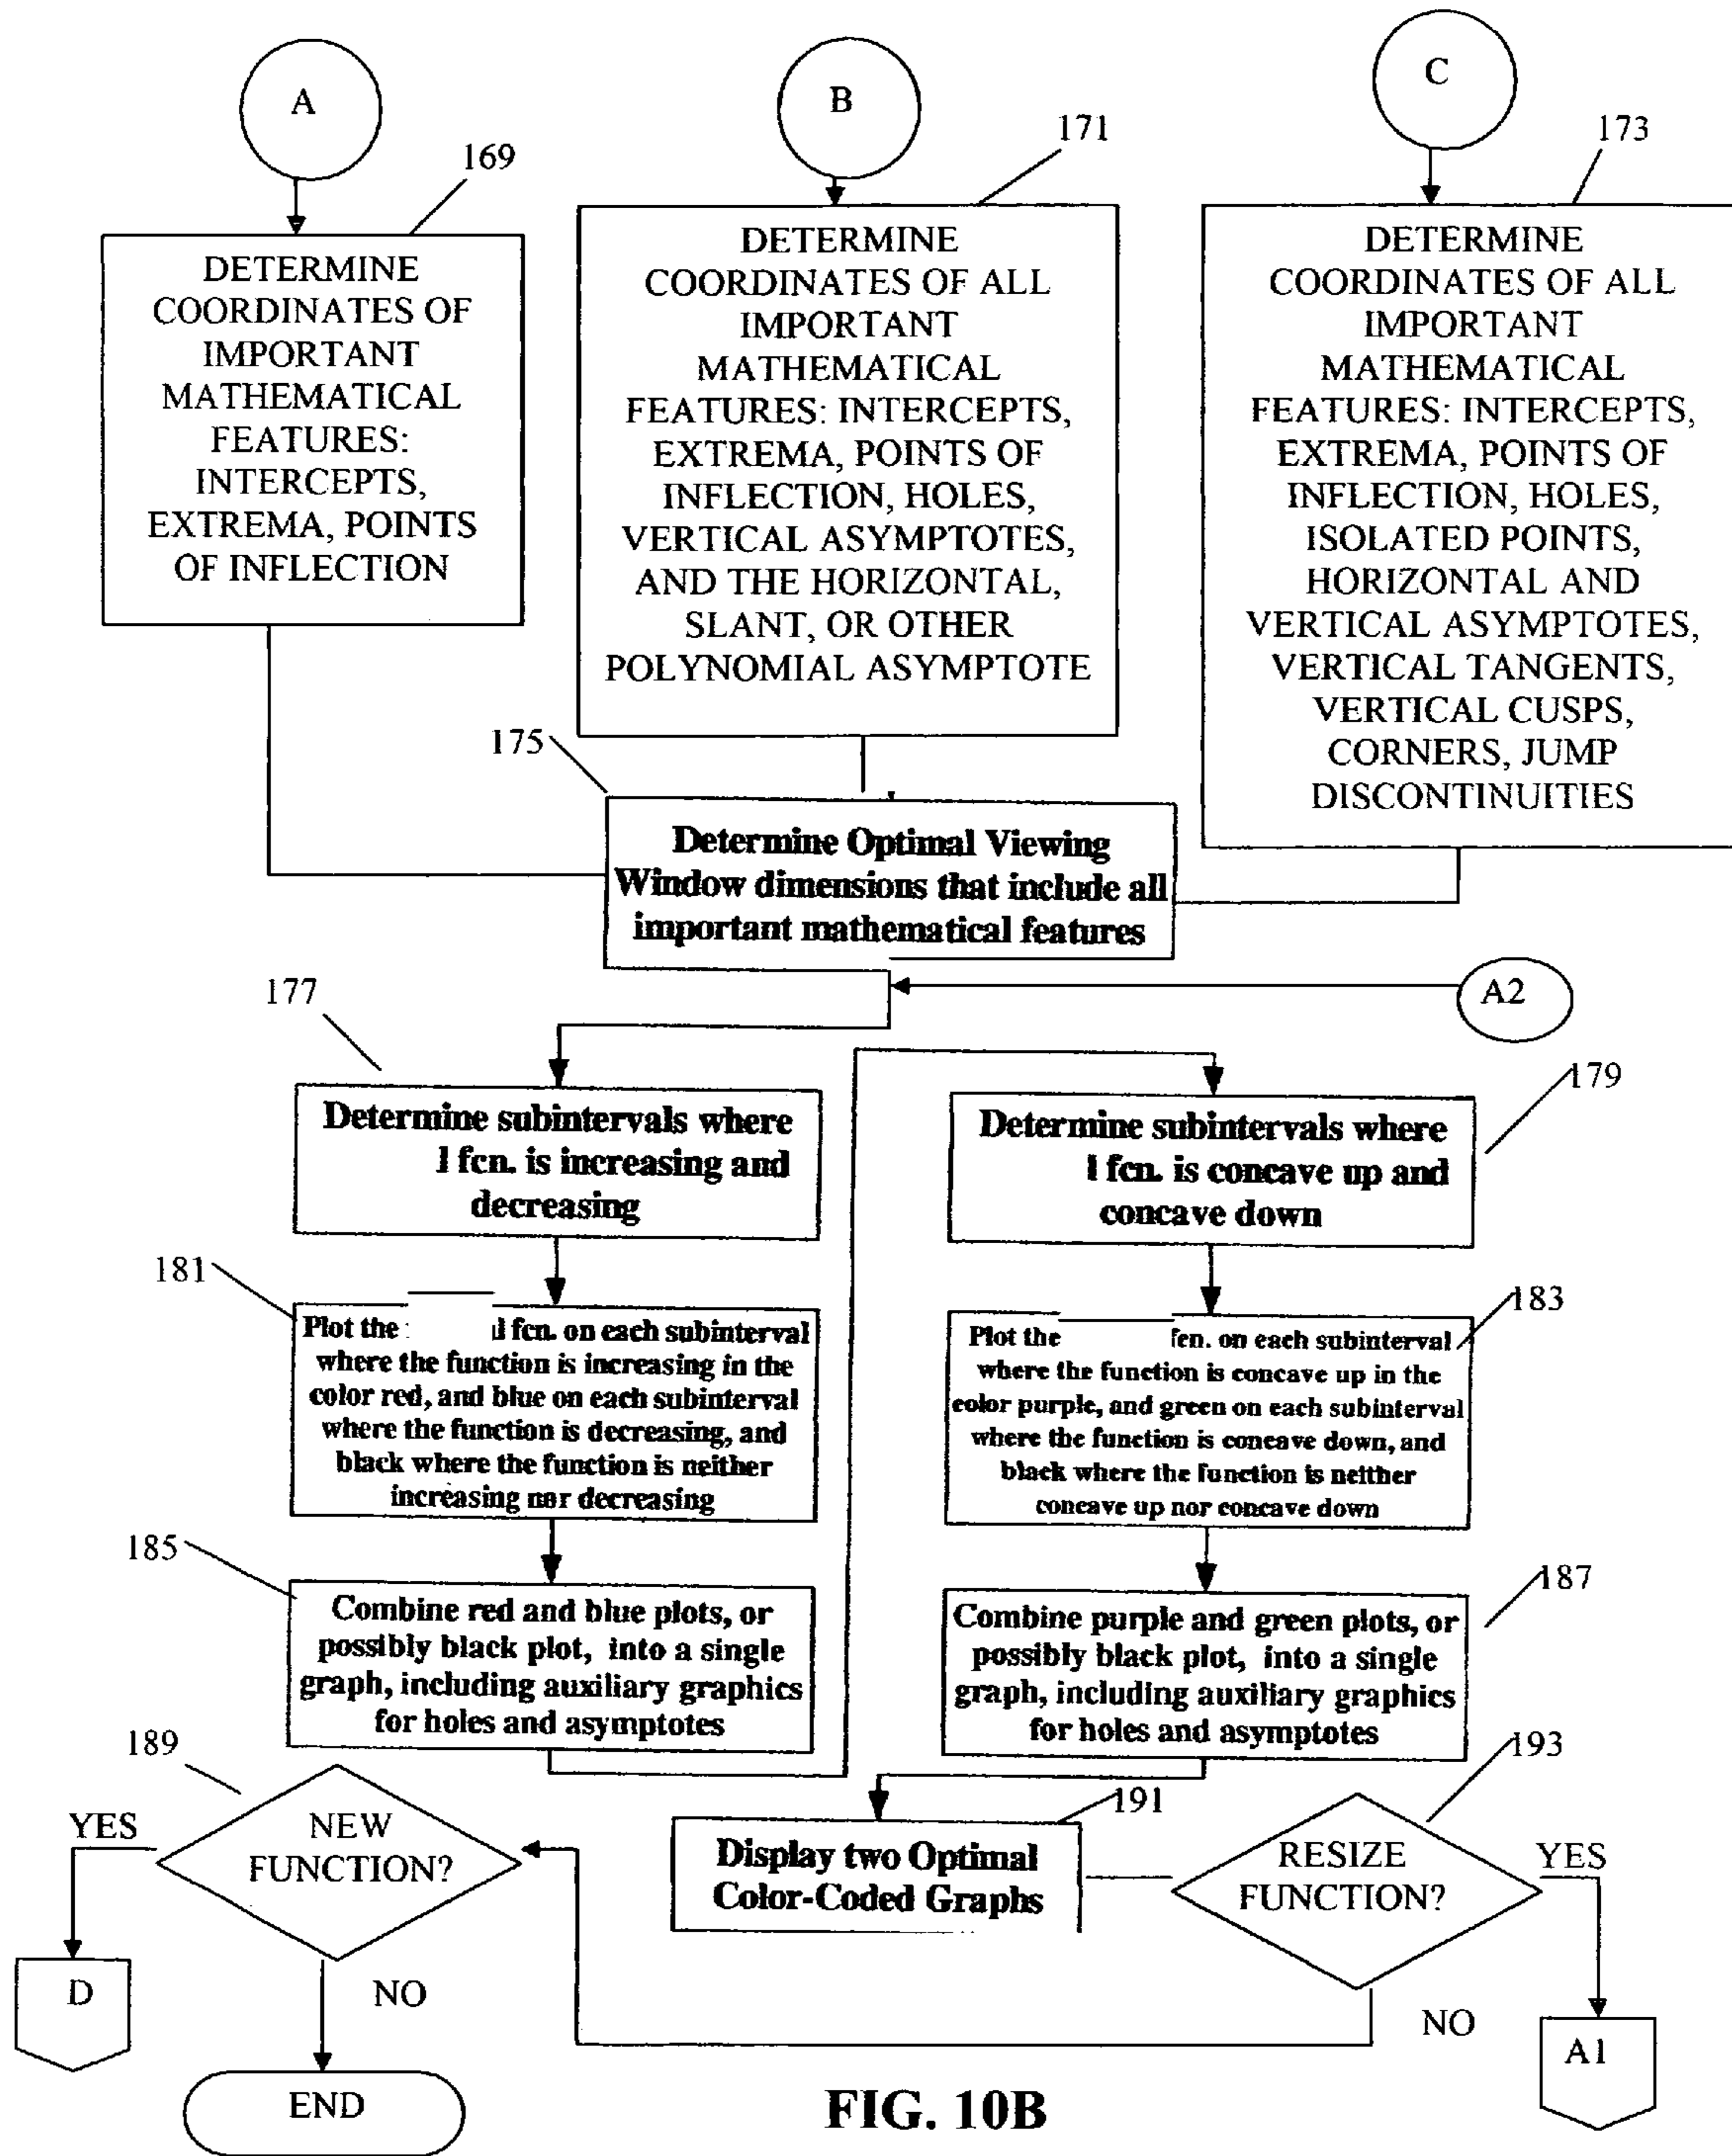 A
B
C
169
171
173
DETERMINE
COORDINATES OF
IMPORTANT
MATHEMATICAL
FEATURES:
INTERCEPTS,
EXTREMA, POINTS
OF INFLECTION
DETERMINE
COORDINATES OF ALL
IMPORTANT
MATHEMATICAL
FEATURES: INTERCEPTS,
EXTREMA, POINTS OF
INFLECTION, HOLES,
VERTICAL ASYMPTOTES,
AND THE HORIZONTAL,
SLANT, OR OTHER
POLYNOMIAL ASYMPTOTE
DETERMINE
COORDINATES OF ALL
IMPORTANT
MATHEMATICAL
FEATURES: INTERCEPTS,
EXTREMA, POINTS OF
INFLECTION, HOLES,
ISOLATED POINTS,
HORIZONTAL AND
VERTICAL ASYMPTOTES,
VERTICAL TANGENTS,
VERTICAL CUSPS,
CORNERS, JUMP
DISCONTINUITIES
175
Determine Optimal Viewing
Window dimensions that include all
important mathematical features
A2
177
Determine subintervals where
fcn. is increasing and
decreasing
179
Determine subintervals where
fcn. is concave up and
concave down
181
Plot the fcn. on each subinterval
where the function is increasing in the
color red, and blue on each subinterval
where the function is decreasing, and
black where the function is neither
increasing nor decreasing
183
Plot the fcn. on each subinterval
where the function is concave up in the
color purple, and green on each subinterval
where the function is concave down, and
black where the function is neither
concave up nor concave down
185
Combine red and blue plots, or
possibly black plot, into a single
graph, including auxiliary graphics
for holes and asymptotes
187
Combine purple and green plots, or
possibly black plot, into a single
graph, including auxiliary graphics
for holes and asymptotes
189
NEW
FUNCTION?
YES
NO
D
END
191
Display two Optimal
Color-Coded Graphs
193
RESIZE
FUNCTION?
YES
NO
A1
FIG. 10B